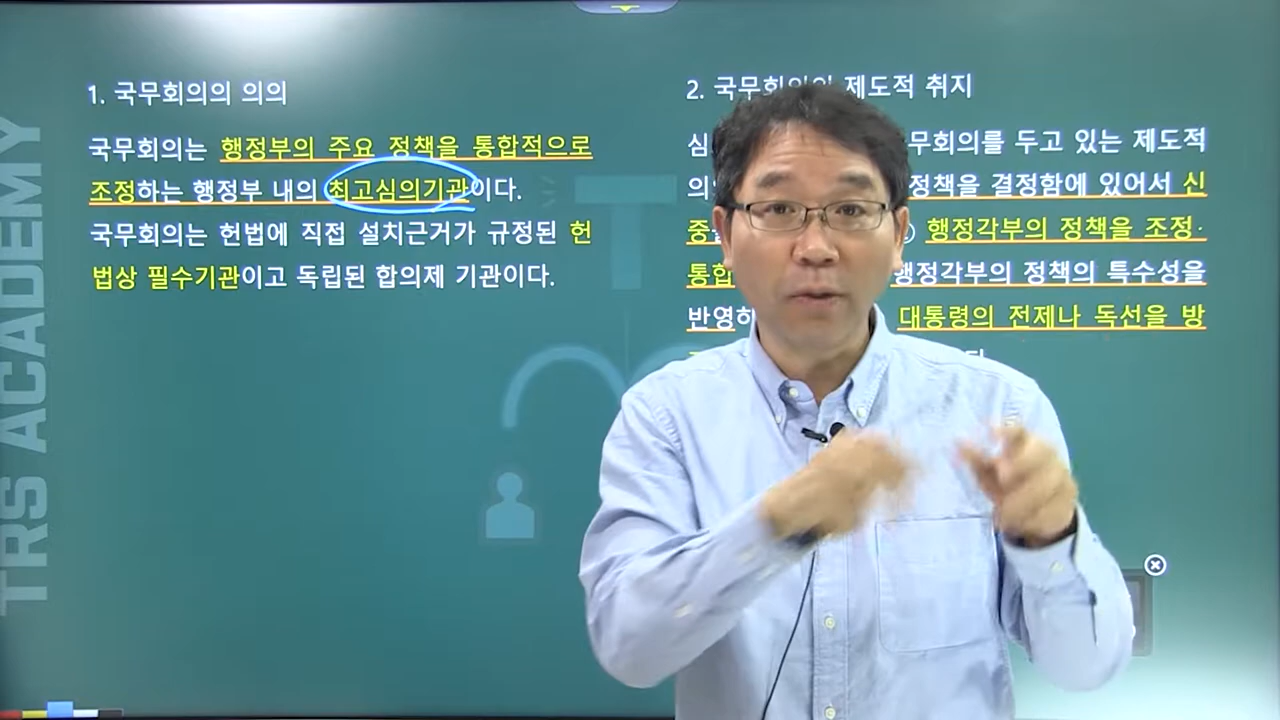 1. 국무회의의 의의
국무회의는 행정부의 주요 정책을 통합적으로
조정하는 행정부 내의 최고심의기관이다.
국무회의는 헌법에 직접 설치근거가 규정된 헌
법상 필수기관이고 독립된 합의제 기관이다.
2. 국무회의의 제도적 취지
심 무회의를 두고 있는 제도적
정책을 결정함에 있어서 신
중 행정각부의 정책을 조정·
통합 행정각부의 정책의 특수성을
반영하 대통령의 전제나 독선을 방
TRS ACADEMY